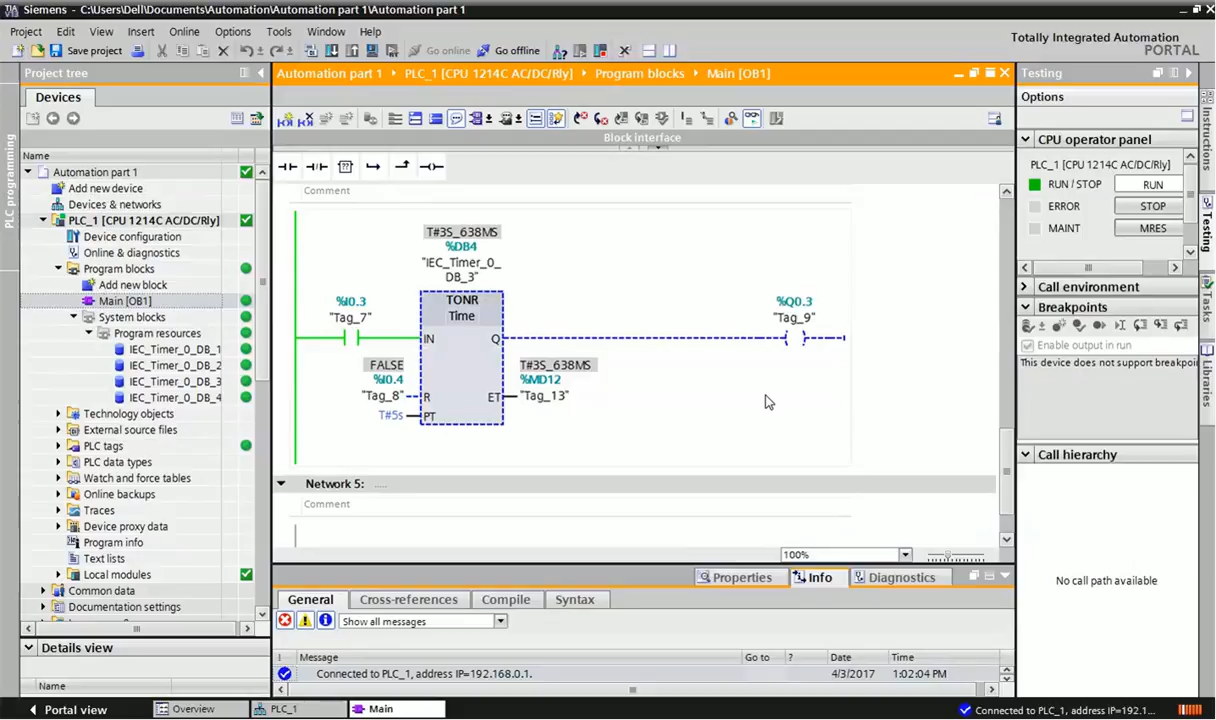 Siemens - C:\Users\Dell\Documents\Automation\Automation part 1\Automation part 1
Project Edit View Insert Online Options Tools Window Help
Totally Integrated Automation
PORTAL
Save project Go online Go offline
Project tree
Automation part 1 PLC_1 [CPU 1214C AC/DC/Rly] Program blocks Main [OB1]
Testing
Devices
Options
PLC programming
Block interface
Name
Automation part 1
Add new device
Devices & networks
PLC_1 [CPU 1214C AC/DC/Rly]
Device configuration
Online & diagnostics
Program blocks
Add new block
Main [OB1]
System blocks
Program resources
IEC_Timer_0_DB_1
IEC_Timer_0_DB_2
IEC_Timer_0_DB_3
IEC_Timer_0_DB_4
Technology objects
External source files
PLC tags
PLC data types
Watch and force tables
Online backups
Traces
Device proxy data
Program info
Text lists
Local modules
Common data
Documentation settings
Details view
Name
Comment
T#3S_638MS
%DB4
"IEC_Timer_0_
DB_3"
%I0.3
"Tag_7"
TONR
Time
%Q0.3
"Tag_9"
IN Q
FALSE
%I0.4
"Tag_8" R
T#5s PT
T#3S_638MS
%MD12
ET "Tag_13"
Network 5: .....
Comment
100%
Properties Info Diagnostics
General Cross-references Compile Syntax
Show all messages
! Message Go to ? Date Time
Connected to PLC_1, address IP=192.168.0.1. 4/3/2017 1:02:04 PM
CPU operator panel
PLC_1 [CPU 1214C AC/DC/Rly]
RUN / STOP RUN
ERROR STOP
MAINT MRES
Call environment
Breakpoints
Enable output in run
This device does not support breakpoi
Call hierarchy
No call path available
Instructions
Testing
Tasks
Libraries
Portal view Overview PLC_1 Main
Connected to PLC_1, address IP=192.1...